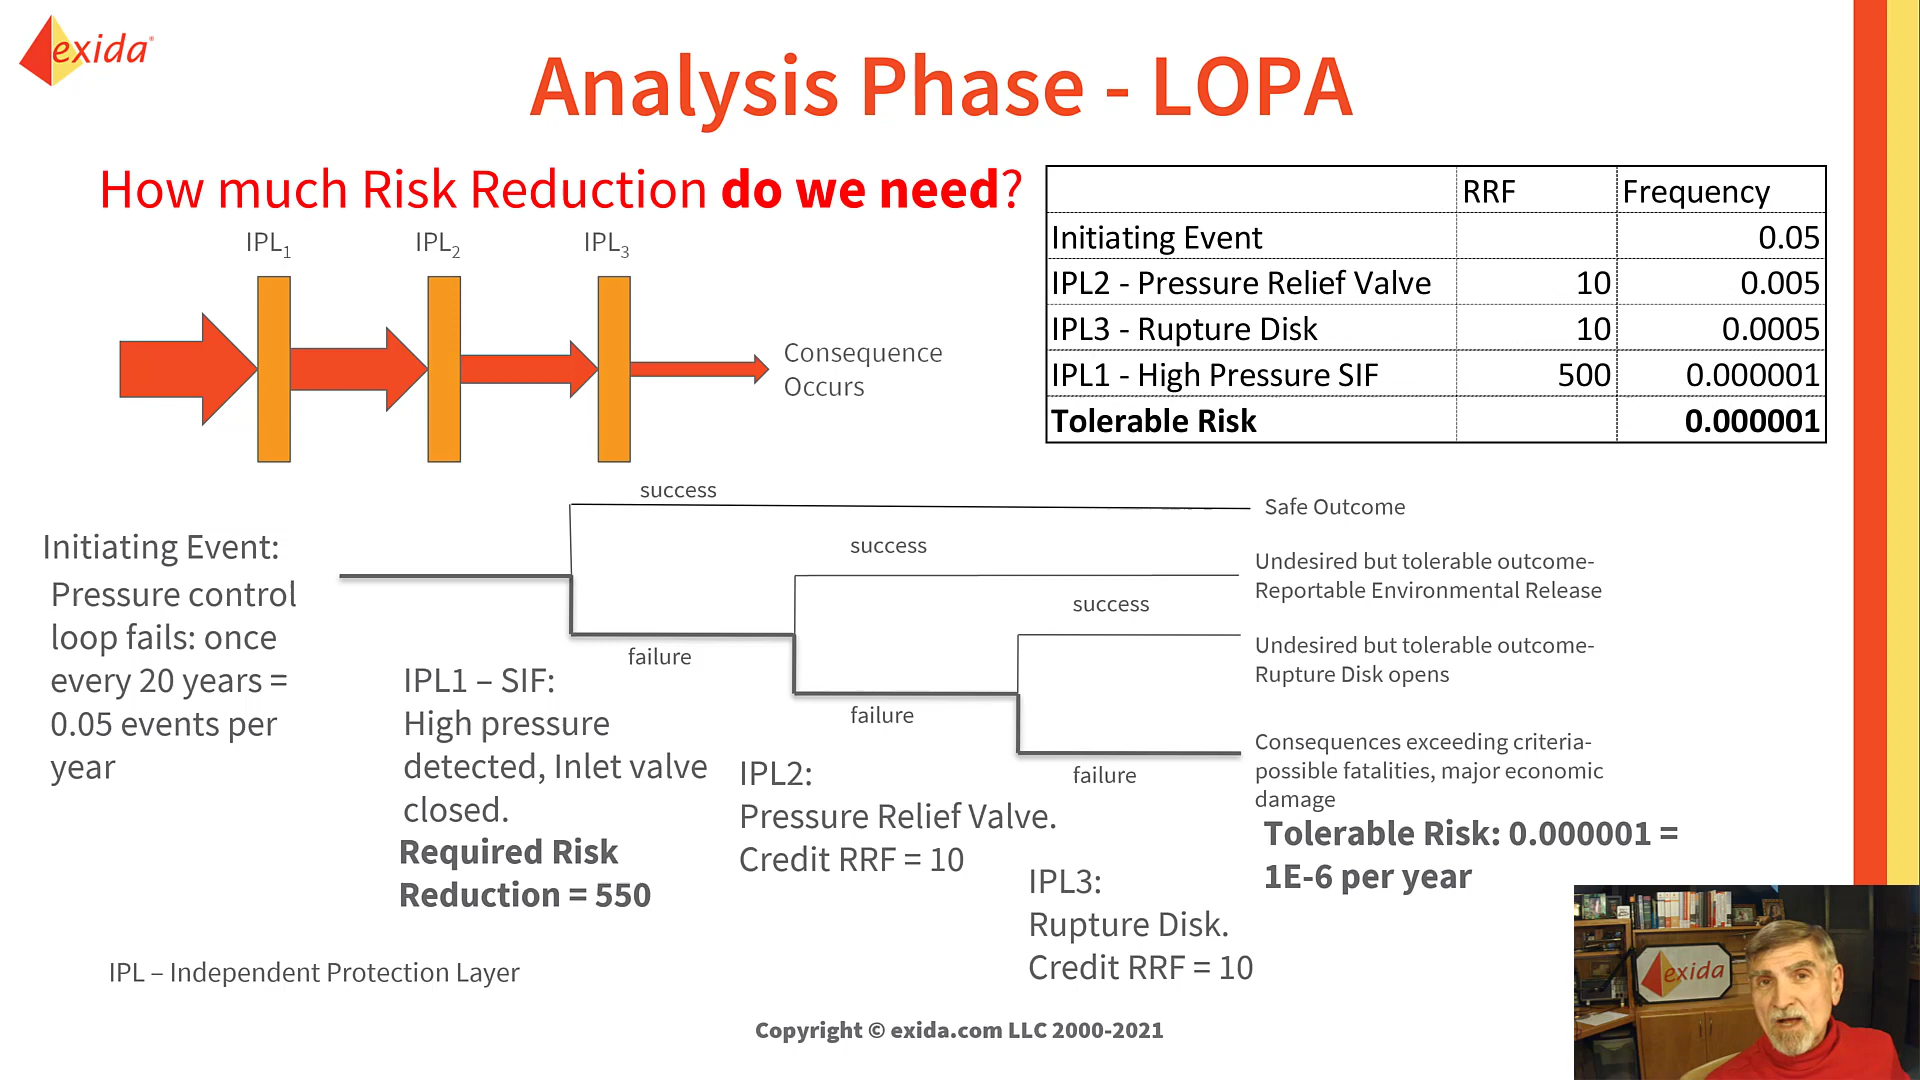 exida
Analysis Phase - LOPA
How much Risk Reduction do we need?
IPL1
IPL2
IPL3
Consequence
Occurs
RRF Frequency
Initiating Event 0.05
IPL2 - Pressure Relief Valve 10 0.005
IPL3 - Rupture Disk 10 0.0005
IPL1 - High Pressure SIF 500 0.000001
Tolerable Risk 0.000001
success
Safe Outcome
success
Undesired but tolerable outcome-
Reportable Environmental Release
success
Undesired but tolerable outcome-
Rupture Disk opens
Initiating Event:
Pressure control
loop fails: once
every 20 years =
0.05 events per
year
failure
IPL1 – SIF:
High pressure
detected, Inlet valve
closed.
Required Risk
Reduction = 550
failure
IPL2:
Pressure Relief Valve.
Credit RRF = 10
failure
IPL3:
Rupture Disk.
Credit RRF = 10
Consequences exceeding criteria-
possible fatalities, major economic
damage
Tolerable Risk: 0.000001 =
1E-6 per year
IPL – Independent Protection Layer
Copyright © exida.com LLC 2000-2021
exida